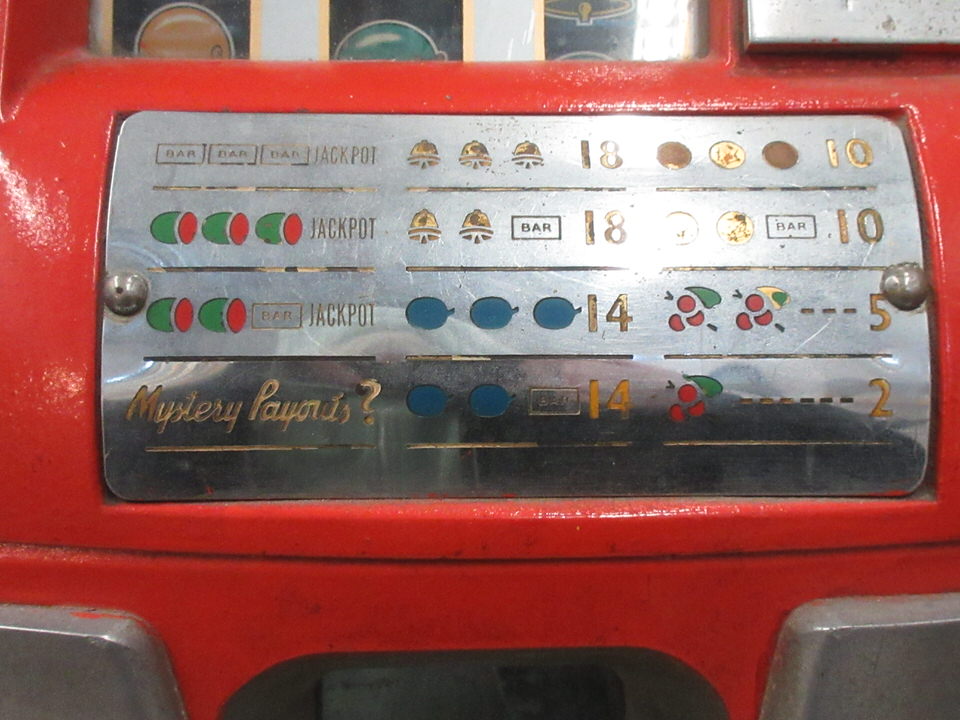 BAR BAR BAR JACKPOT 18 10
JACKPOT BAR 18 BAR 10
BAR JACKPOT 14 --- 5
Mystery Payouts? BAR 14 ------ 2